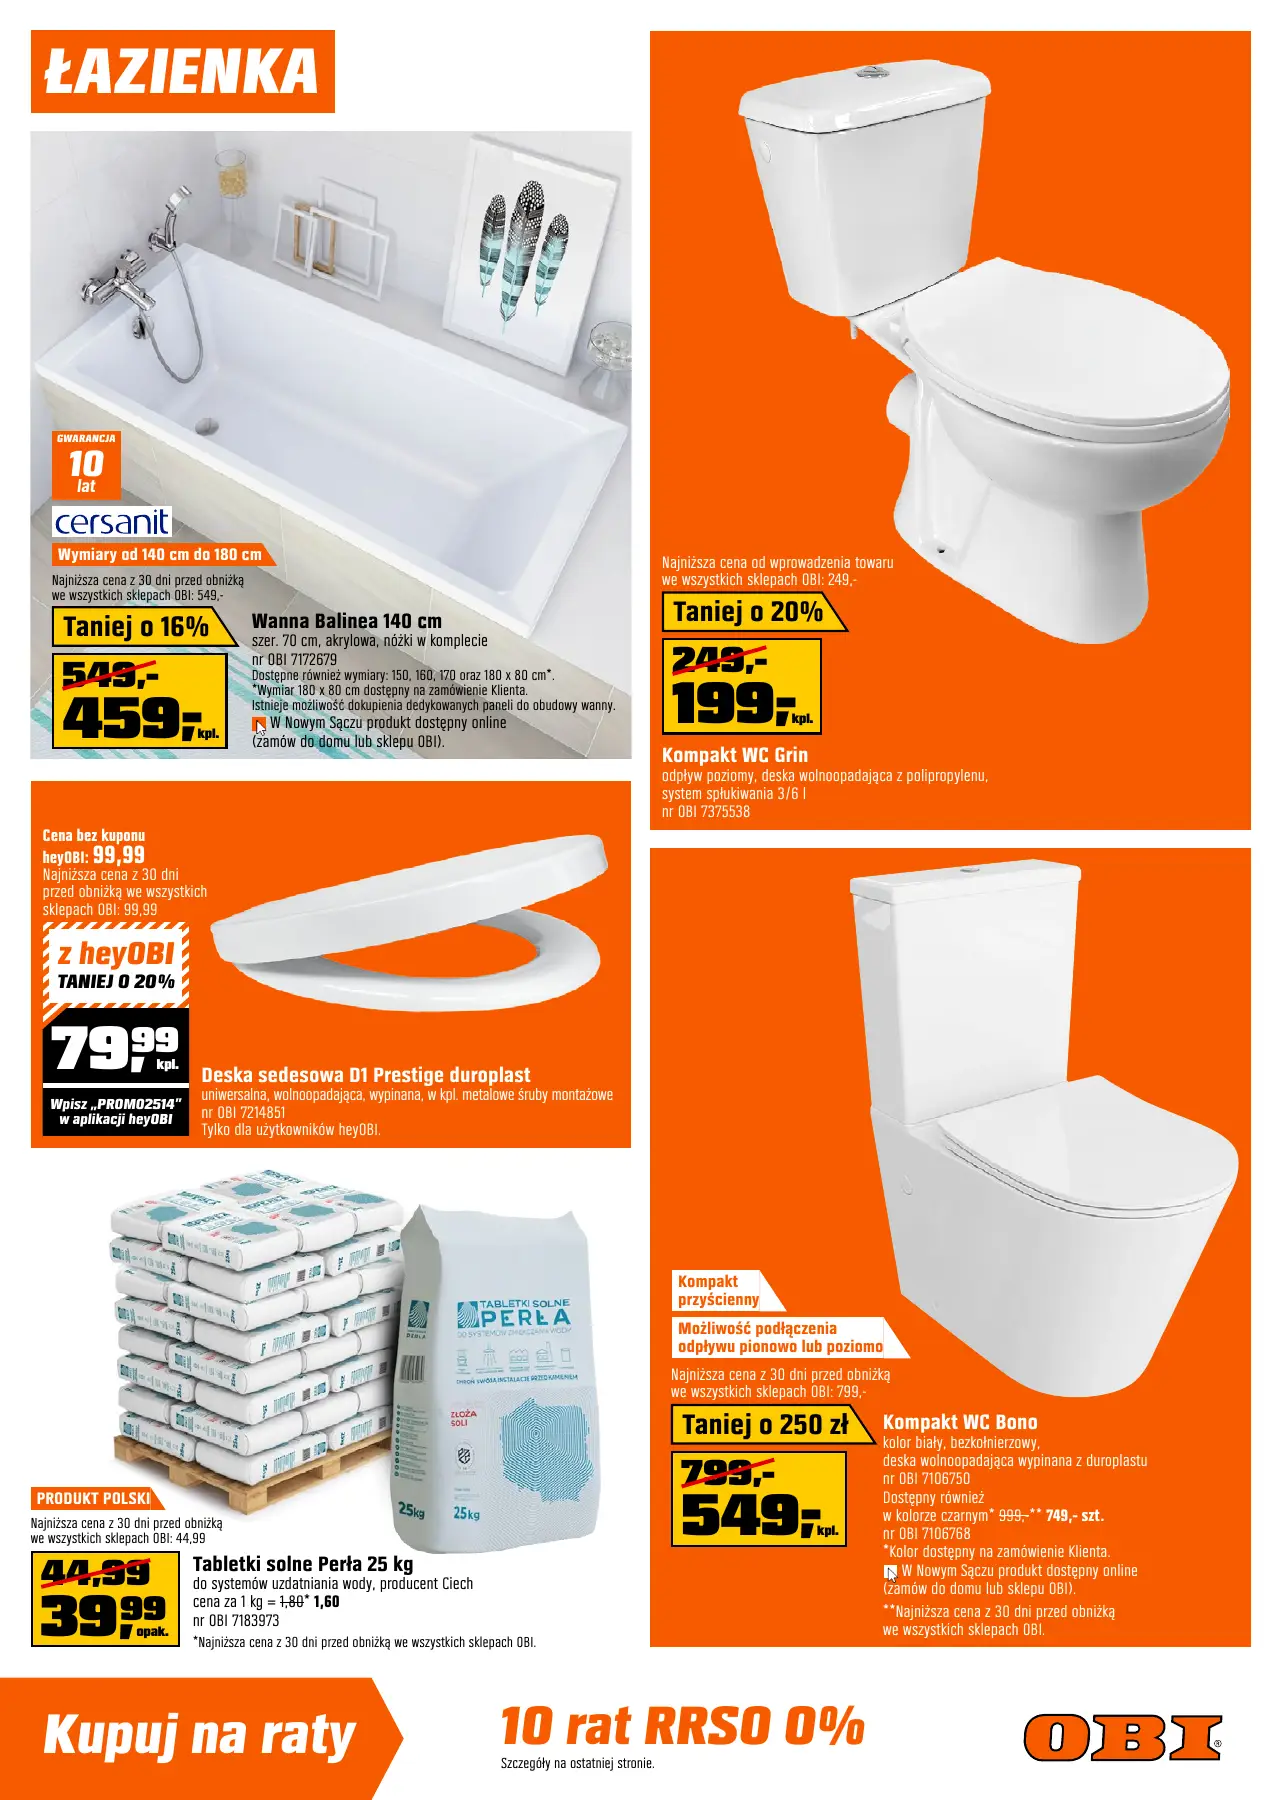 ŁAZIENKA
GWARANCJA
10
lat
cersanit
Wymiary od 140 cm do 180 cm
Najniższa cena z 30 dni przed obniżką
we wszystkich sklepach OBI: 549,-
Taniej o 16%
549,-
459,- kpl.
Wanna Balinea 140 cm
szer. 70 cm, akrylowa, nóżki w komplecie
nr OBI 7172679
Dostępne również wymiary: 150, 160, 170 oraz 180 x 80 cm*.
*Wymiar 180 x 80 cm dostępny na zamówienie Klienta.
Istnieje możliwość dokupienia dedykowanych paneli do obudowy wanny.
W Nowym Sączu produkt dostępny online
(zamów do domu lub sklepu OBI).
Najniższa cena od wprowadzenia towaru
we wszystkich sklepach OBI: 249,-
Taniej o 20%
249,-
199,- kpl.
Kompakt WC Grin
odpływ poziomy, deska wolnoopadająca z polipropylenu,
system spłukiwania 3/6 l
nr OBI 7375538
Cena bez kuponu
heyOBI: 99,99
Najniższa cena z 30 dni
przed obniżką we wszystkich
sklepach OBI: 99,99
z heyOBI
TANIEJ O 20%
79,99 kpl.
Wpisz „PROMO2514”
w aplikacji heyOBI
Deska sedesowa D1 Prestige duroplast
uniwersalna, wolnoopadająca, wypinana, w kpl. metalowe śruby montażowe
nr OBI 7214851
Tylko dla użytkowników heyOBI.
TABLETKI SOLNE
PERŁA
DO SYSTEMÓW ZMIĘKCZANIA WODY
CHROŃ SWOJĄ INSTALACJĘ PRZED KAMIENIEM
PERŁA
ZŁOŻA
SOLI
25kg
25kg
PRODUKT POLSKI
Najniższa cena z 30 dni przed obniżką
we wszystkich sklepach OBI: 44,99
44,99
39,99 opak.
Tabletki solne Perła 25 kg
do systemów uzdatniania wody, producent Ciech
cena za 1 kg = 1,80* 1,60
nr OBI 7183973
*Najniższa cena z 30 dni przed obniżką we wszystkich sklepach OBI.
Kompakt
przyścienny
Możliwość podłączenia
odpływu pionowo lub poziomo
Najniższa cena z 30 dni przed obniżką
we wszystkich sklepach OBI: 799,-
Taniej o 250 zł
799,-
549,- kpl.
Kompakt WC Bono
kolor biały, bezkołnierzowy,
deska wolnoopadająca wypinana z duroplastu
nr OBI 7106750
Dostępny również
w kolorze czarnym* 999,-** 749,- szt.
nr OBI 7106768
*Kolor dostępny na zamówienie Klienta.
W Nowym Sączu produkt dostępny online
(zamów do domu lub sklepu OBI).
**Najniższa cena z 30 dni przed obniżką
we wszystkich sklepach OBI.
Kupuj na raty
10 rat RRSO 0%
Szczegóły na ostatniej stronie.
OBI®